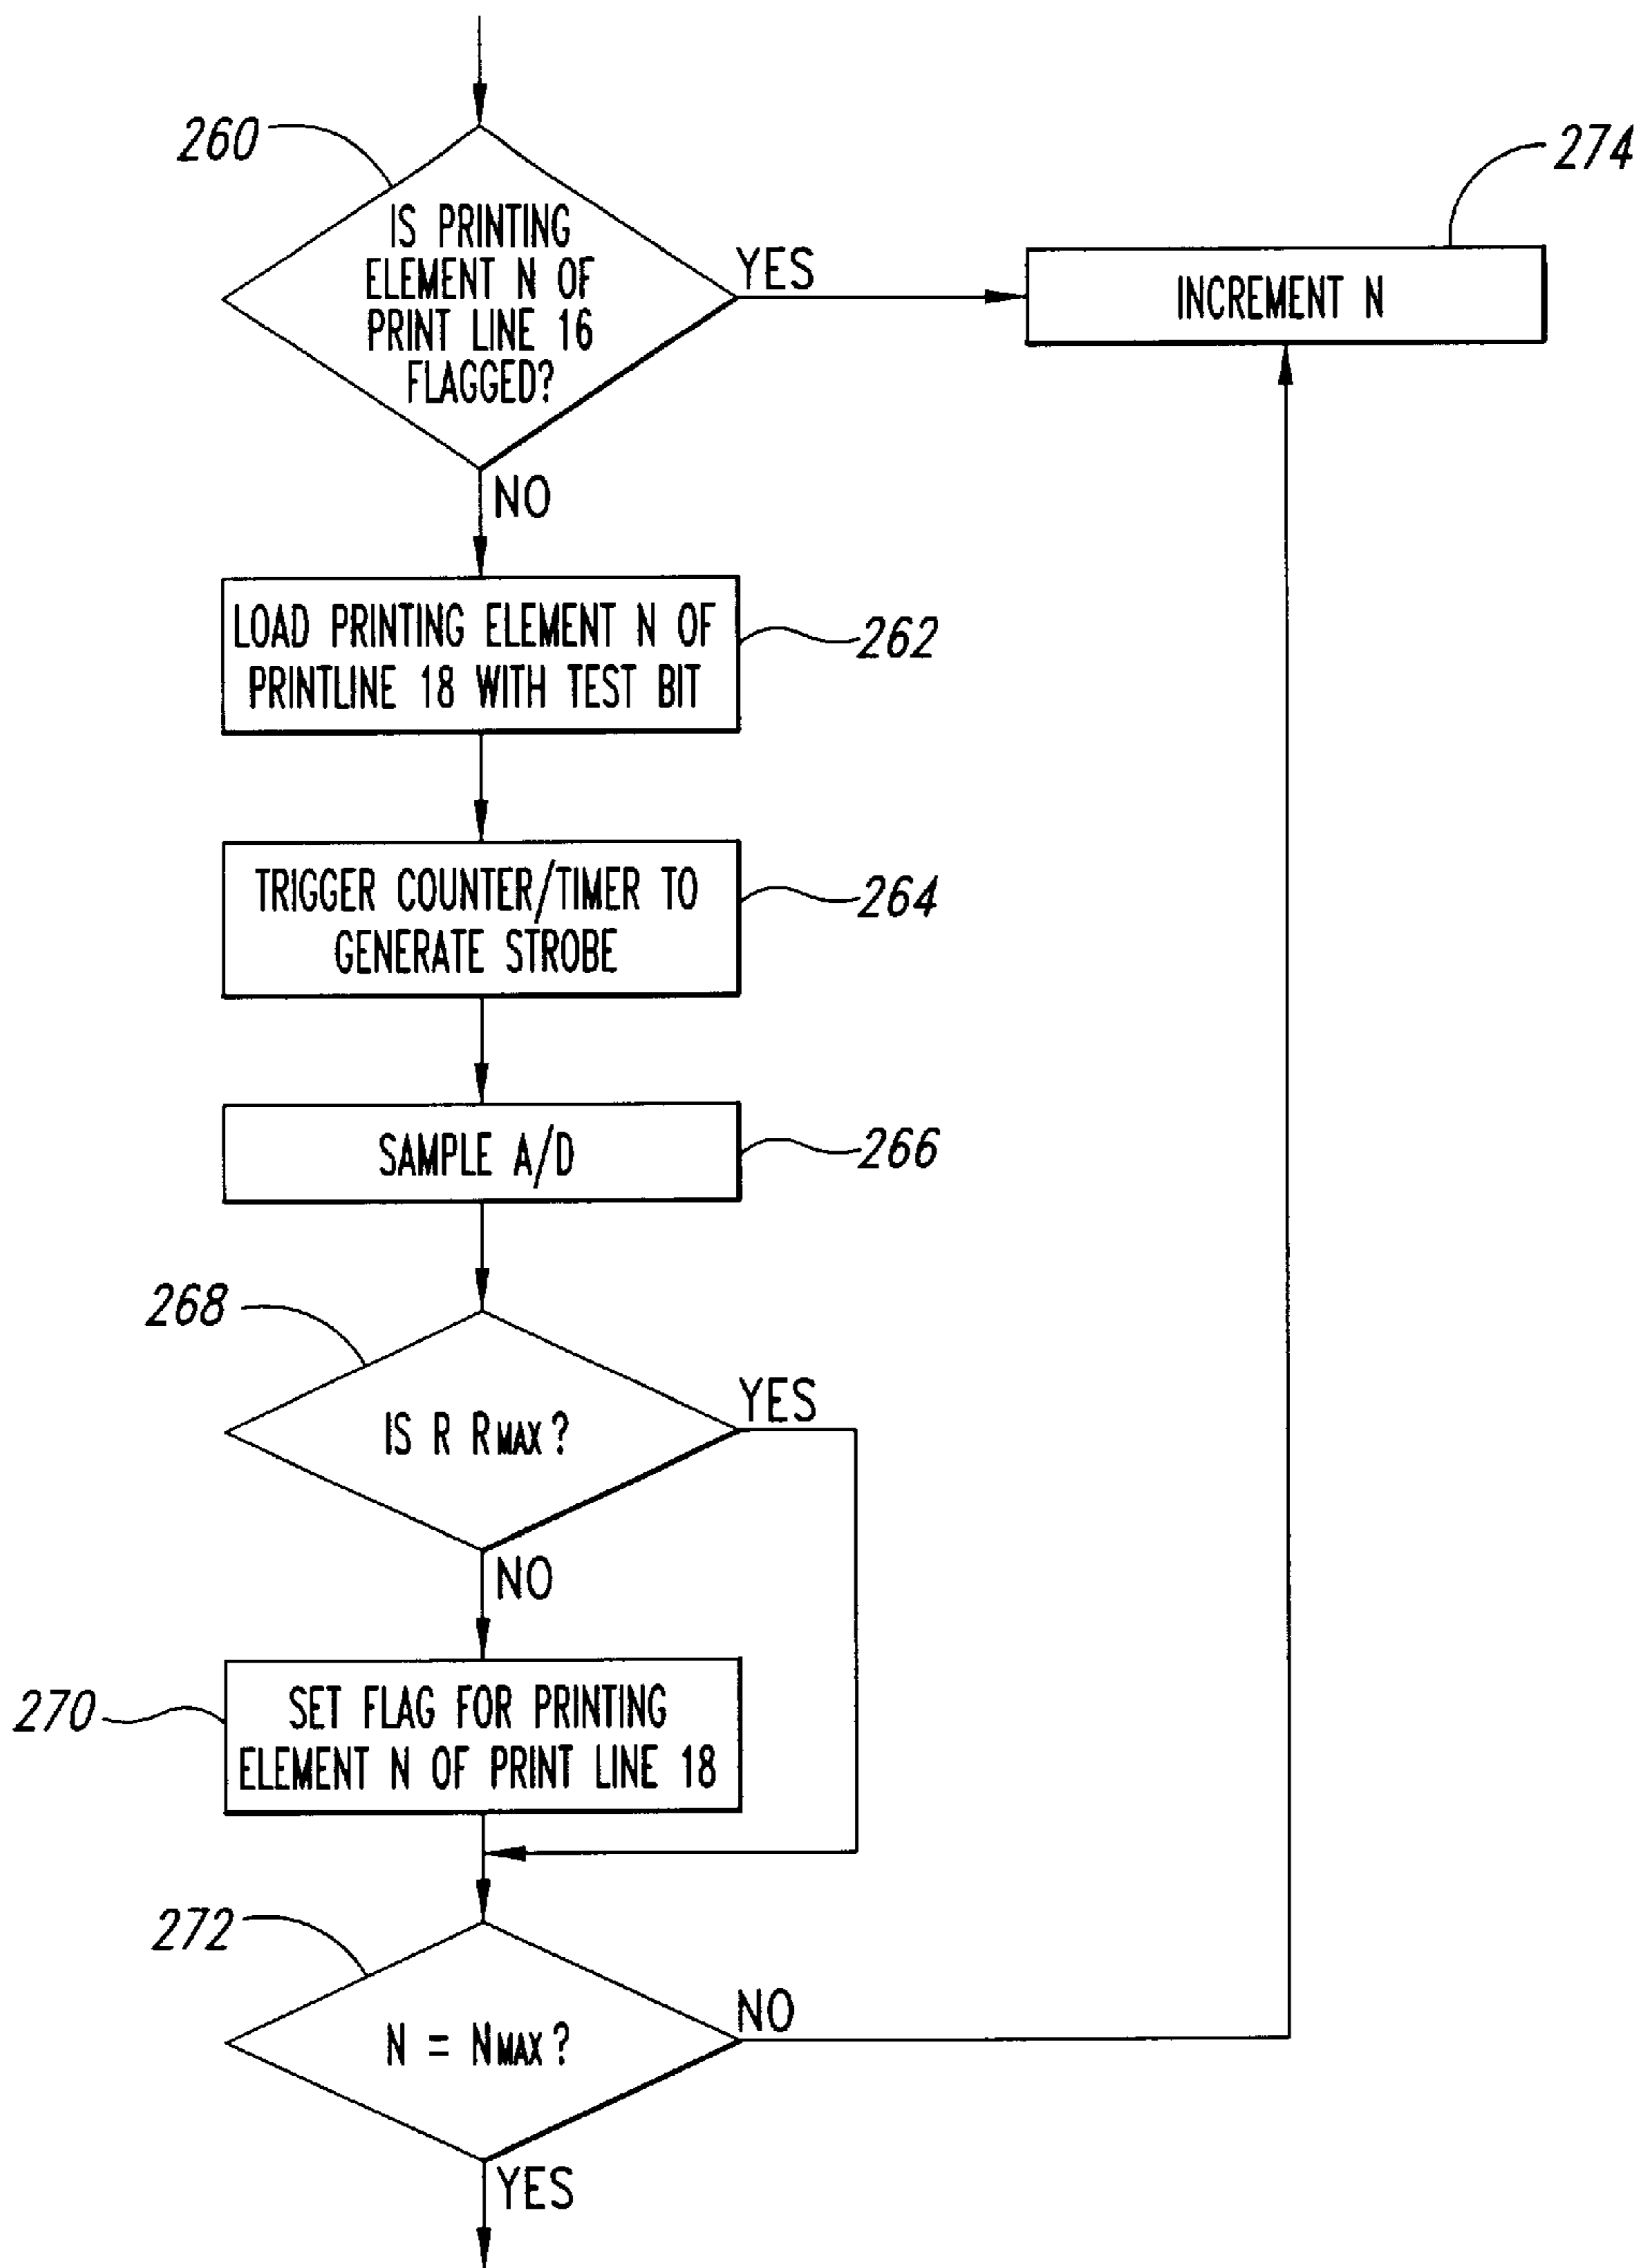 260
IS PRINTING
ELEMENT N OF
PRINT LINE 16
FLAGGED?
YES
274
INCREMENT N
NO
LOAD PRINTING ELEMENT N OF
PRINTLINE 18 WITH TEST BIT
262
TRIGGER COUNTER/TIMER TO
GENERATE STROBE
264
SAMPLE A/D
266
268
IS R RMAX?
YES
NO
270
SET FLAG FOR PRINTING
ELEMENT N OF PRINT LINE 18
272
N = NMAX?
NO
YES